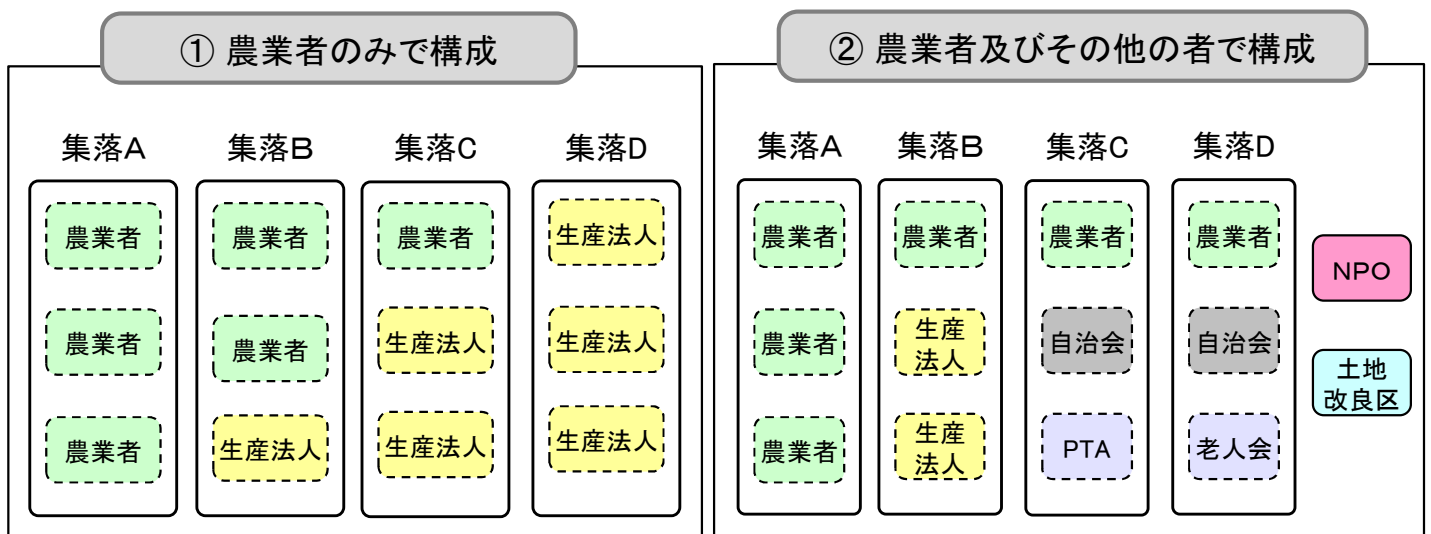 ① 農業者のみで構成
集落A
集落B
集落C
集落D
農業者
農業者
農業者
生産法人
農業者
農業者
生産法人
生産法人
農業者
生産法人
生産法人
生産法人
② 農業者及びその他の者で構成
集落A
集落B
集落C
集落D
農業者
農業者
農業者
農業者
NPO
農業者
生産
法人
自治会
自治会
土地
改良区
農業者
生産
法人
PTA
老人会